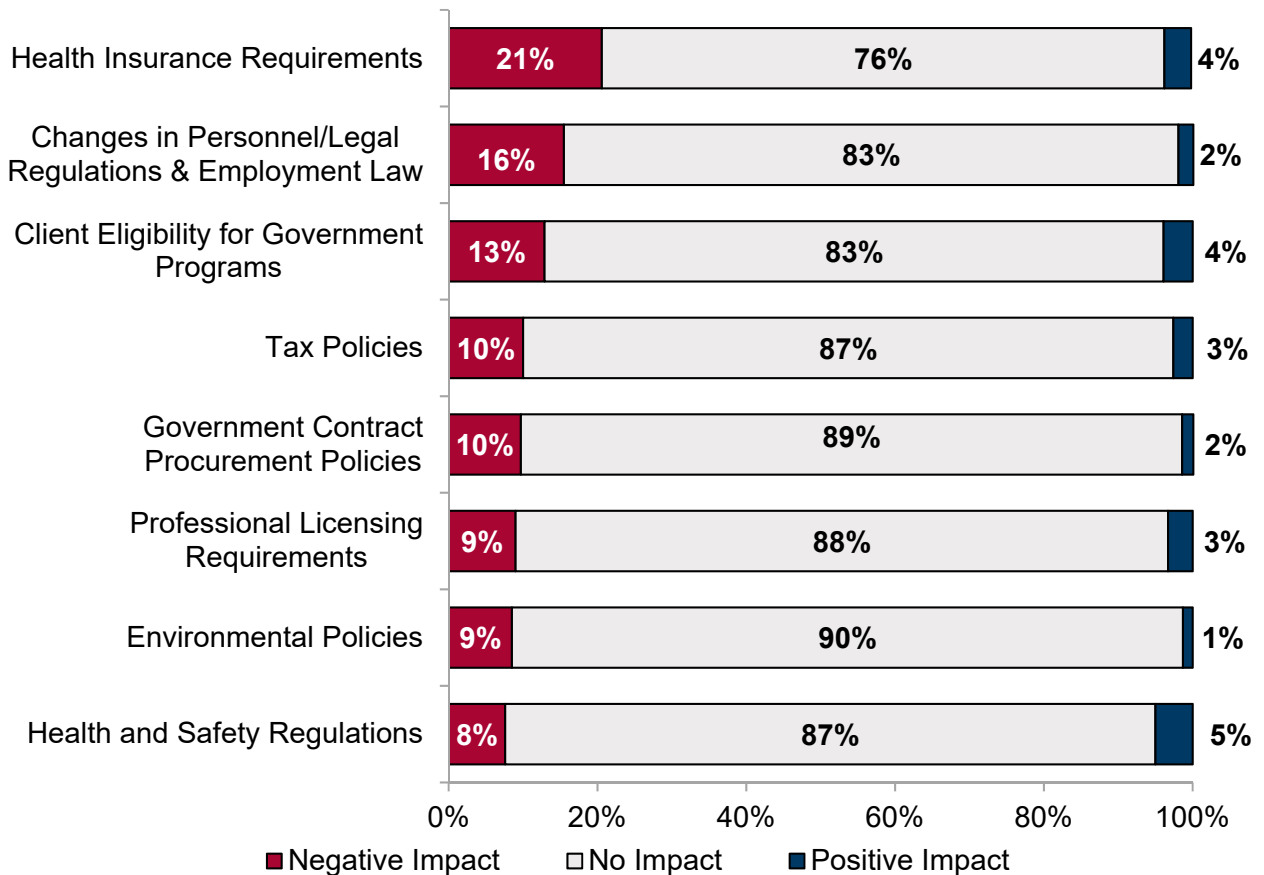 Health Insurance Requirements
21%
76%
4%
Changes in Personnel/Legal
Regulations & Employment Law
16%
83%
2%
Client Eligibility for Government
Programs
13%
83%
4%
Tax Policies
10%
87%
3%
Government Contract
Procurement Policies
10%
89%
2%
Professional Licensing
Requirements
9%
88%
3%
Environmental Policies
9%
90%
1%
Health and Safety Regulations
8%
87%
5%
0% 20% 40% 60% 80% 100%
Negative Impact No Impact Positive Impact